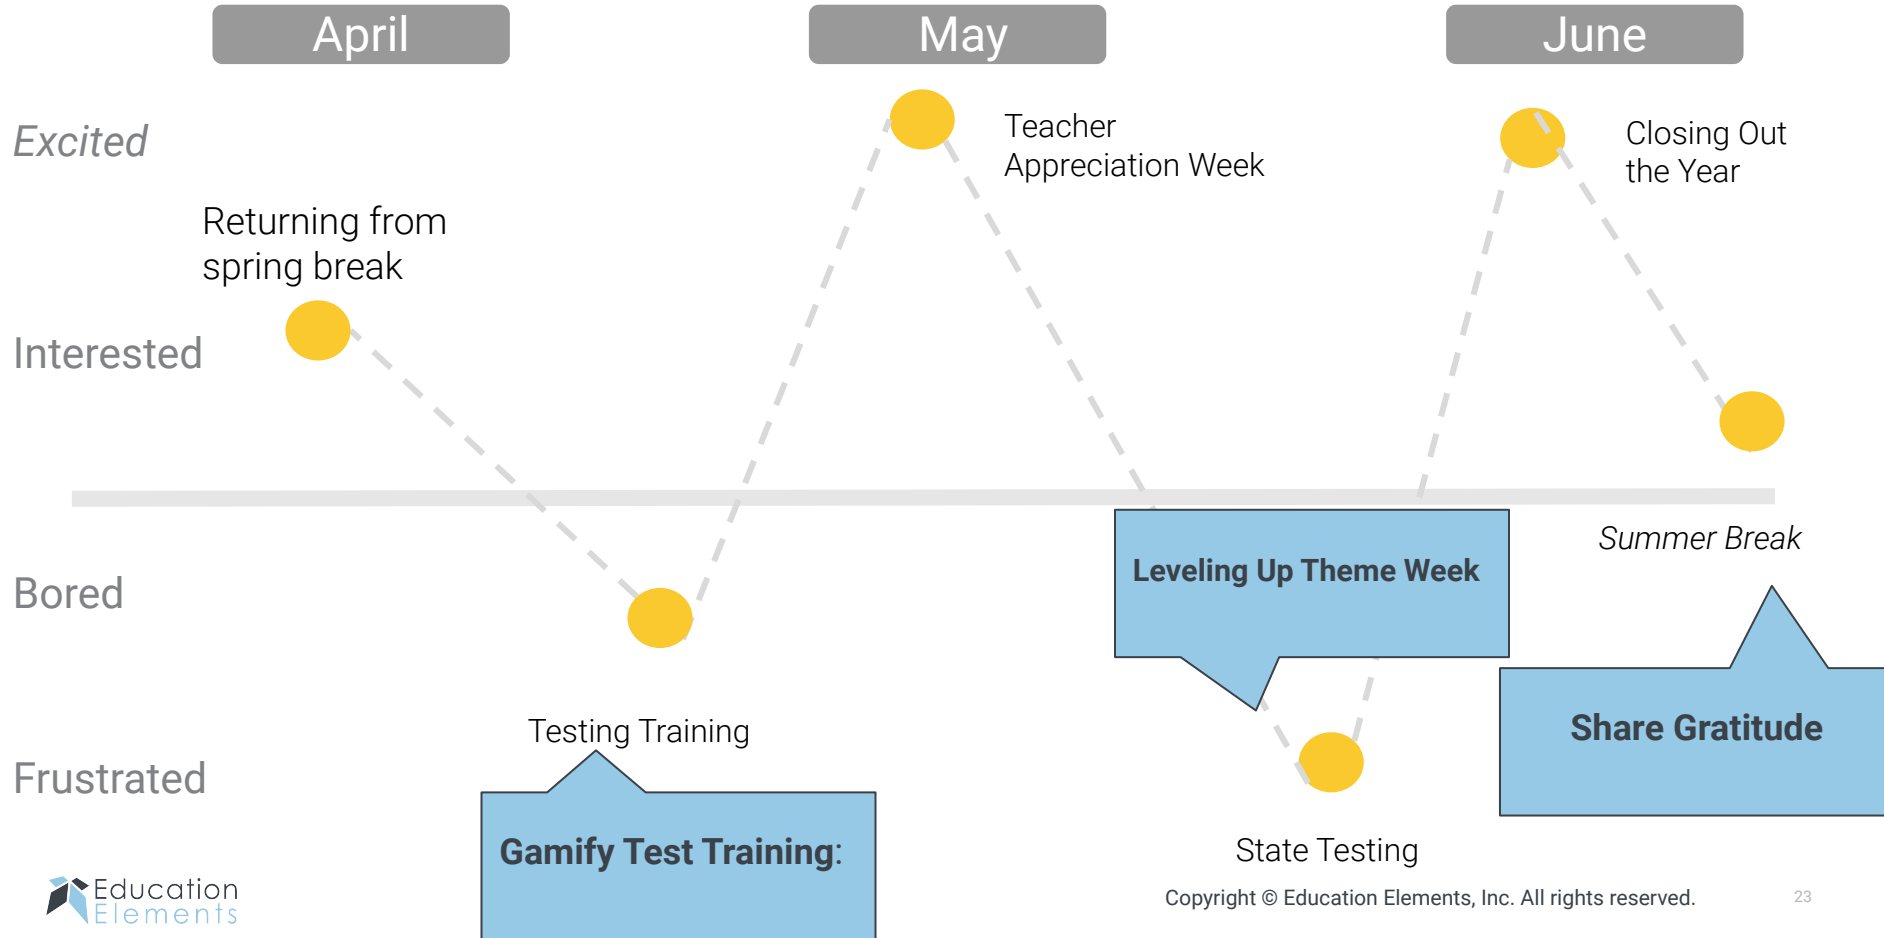 April
May
June
Excited
Teacher
Appreciation Week
Closing Out
the Year
Returning from
spring break
Interested
Summer Break
Leveling Up Theme Week
Bored
Testing Training
Share Gratitude
Frustrated
Gamify Test Training:
State Testing
Education
Elements
Copyright © Education Elements, Inc. All rights reserved.
23